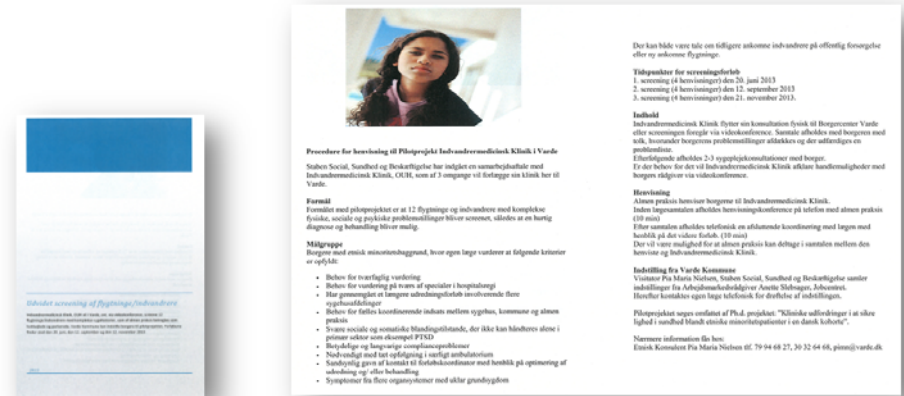 Udvidet screening af flygtninge/indvandrere
2013
Procedure for henvisning til Pilotprojekt Indvandrermedicinsk Klinik i Varde
Staben Social, Sundhed og Beskæftigelse har indgået en samarbejdsaftale med
Indvandrermedicinsk Klinik, OUH, som af 3 omgange vil forlægge sin klinik her til
Varde.
Formål
Formålet med pilotprojektet er at 12 flygtninge og indvandrere med komplekse
fysiske, sociale og psykiske problemstillinger bliver screenet, således at en hurtig
diagnose og behandling bliver mulig.
Målgruppe
Borgere med etnisk minoritetsbaggrund, hvor egen læge vurderer at følgende kriterier
er opfyldt:
• Behov for tværfaglig vurdering
• Behov for vurdering på tværs af specialer i hospitalsregi
• Har gennemgået et længere udredningsforløb involverende flere
sygehusafdelinger
• Behov for fælles koordinerende indsats mellem sygehus, kommune og almen
praksis
• Svære sociale og somatiske blandingstilstande, der ikke kan håndteres alene i
primær sektor som eksempel PTSD
• Betydelige og langvarige complianceproblemer
• Nødvendigt med tæt opfølgning i særligt ambulatorium
• Sandsynlig gavn af kontakt til forløbskoordinator med henblik på optimering af
udredning og/ eller behandling
• Symptomer fra flere organsystemer med uklar grundsygdom
Der kan både være tale om tidligere ankomne indvandrere på offentlig forsørgelse
eller ny ankomne flygtninge.
Tidspunkter for screeningsforløb
1. screening (4 henvisninger) den 20. juni 2013
2. screening (4 henvisninger) den 12. september 2013
3. screening (4 henvisninger) den 21. november 2013.
Indhold
Indvandrermedicinsk Klinik flytter sin konsultation fysisk til Borgercenter Varde
eller screeningen foregår via videokonference. Samtale afholdes med borgeren med
tolk, hvorunder borgerens problemstillinger afdækkes og der udfærdiges en
problemliste.
Efterfølgende afholdes 2-3 sygeplejekonsultationer med borger.
Er der behov for det vil Indvandrermedicinsk Klinik afklare handlemuligheder med
borgers rådgiver via videokonference.
Henvisning
Almen praksis henviser borgerne til Indvandrermedicinsk Klinik.
Inden lægesamtalen afholdes henvisningskonference på telefon med almen praksis
(10 min)
Efter samtalen afholdes telefonisk en afsluttende koordinering med lægen med
henblik på det videre forløb. (10 min)
Der vil være mulighed for at almen praksis kan deltage i samtalen mellem den
henviste og Indvandrermedicinsk Klinik.
Indstilling fra Varde Kommune
Visitator Pia Maria Nielsen, Staben Social, Sundhed og Beskæftigelse samler
indstillinger fra Arbejdsmarkedsrådgiver Anette Slebsager, Jobcentret.
Herefter kontaktes egen læge telefonisk for drøftelse af indstillingen.
Pilotprojektet søges omfattet af Ph.d. projektet: "Kliniske udfordringer i at sikre
lighed i sundhed blandt etniske minoritetspatienter i en dansk kohorte".
Nærmere information fås hos:
Etnisk Konsulent Pia Maria Nielsen tlf. 79 94 68 27, 30 32 64 68, pimn@varde.dk